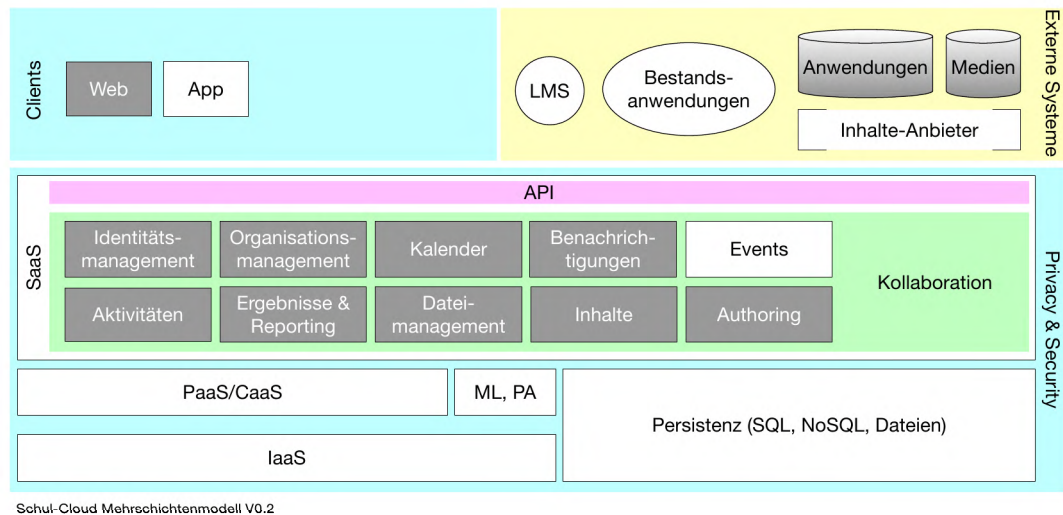 Clients
Web
App
LMS
Bestands-
anwendungen
Anwendungen
Medien
Inhalte-Anbieter
Externe Systeme
SaaS
API
Identitäts-
management
Organisations-
management
Kalender
Benachrich-
tigungen
Events
Aktivitäten
Ergebnisse &
Reporting
Datei-
management
Inhalte
Authoring
Kollaboration
Privacy & Security
PaaS/CaaS
ML, PA
Persistenz (SQL, NoSQL, Dateien)
IaaS
Schul-Cloud Mehrschichtenmodell V0.2